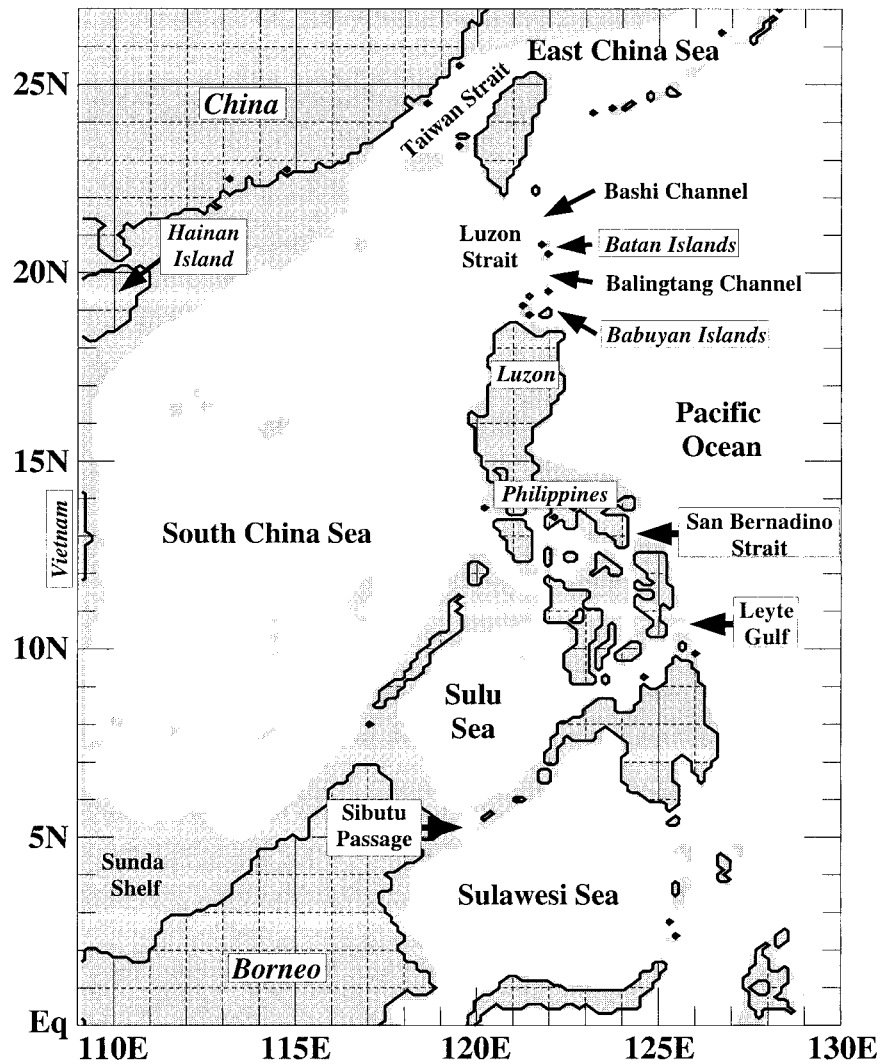 East China Sea
25N
China
Taiwan Strait
Bashi Channel
Hainan
Island
Luzon
Strait
Batan Islands
20N
Balingtang Channel
Babuyan Islands
Luzon
Pacific
Ocean
15N
Philippines
Vietnam
South China Sea
San Bernadino
Strait
Leyte
Gulf
10N
Sulu
Sea
Sibutu
Passage
5N
Sunda
Shelf
Sulawesi Sea
Borneo
Eq
110E 115E 120E 125E 130E